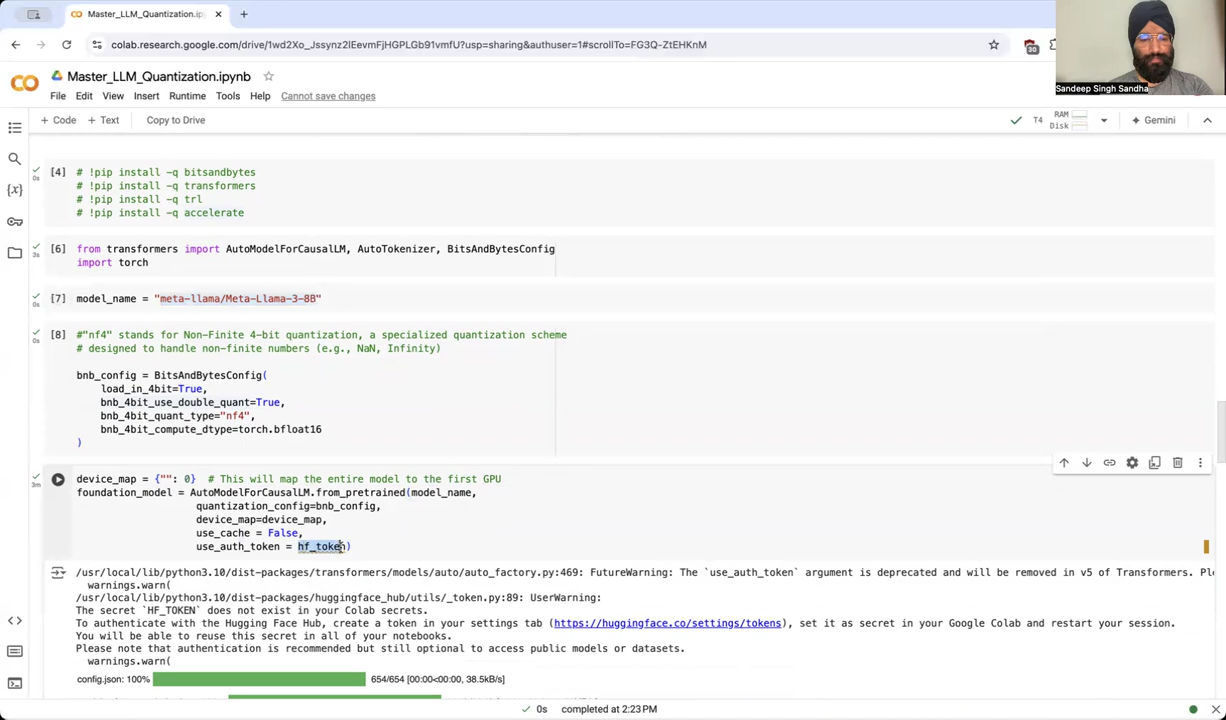 Master_LLM_Quantization.ip
colab.research.google.com/drive/1wd2Xo_Jssynz2IEevmFjHGPLGb91vmfU?usp=sharing&authuser=1#scrollTo=FG3Q-ZtEHKnM
30
Sandeep Singh Sandha
CO
Master_LLM_Quantization.ipynb
File Edit View Insert Runtime Tools Help Cannot save changes
+ Code + Text Copy to Drive
T4 RAM Disk Gemini
[4] # !pip install -q bitsandbytes
0s
# !pip install -q transformers
# !pip install -q trl
# !pip install -q accelerate
[6] from transformers import AutoModelForCausalLM, AutoTokenizer, BitsAndBytesConfig
3s
import torch
[7] model_name = "meta-llama/Meta-Llama-3-8B"
0s
[8] #"nf4" stands for Non-Finite 4-bit quantization, a specialized quantization scheme
0s
# designed to handle non-finite numbers (e.g., NaN, Infinity)
bnb_config = BitsAndBytesConfig(
load_in_4bit=True,
bnb_4bit_use_double_quant=True,
bnb_4bit_quant_type="nf4",
bnb_4bit_compute_dtype=torch.bfloat16
)
device_map = {"": 0} # This will map the entire model to the first GPU
3m
foundation_model = AutoModelForCausalLM.from_pretrained(model_name,
quantization_config=bnb_config,
device_map=device_map,
use_cache = False,
use_auth_token = hf_token)
/usr/local/lib/python3.10/dist-packages/transformers/models/auto/auto_factory.py:469: FutureWarning: The `use_auth_token` argument is deprecated and will be removed in v5 of Transformers. Ple
warnings.warn(
/usr/local/lib/python3.10/dist-packages/huggingface_hub/utils/_token.py:89: UserWarning:
The secret `HF_TOKEN` does not exist in your Colab secrets.
To authenticate with the Hugging Face Hub, create a token in your settings tab (https://huggingface.co/settings/tokens), set it as secret in your Google Colab and restart your session.
You will be able to reuse this secret in all of your notebooks.
Please note that authentication is recommended but still optional to access public models or datasets.
warnings.warn(
config.json: 100% 654/654 [00:00<00:00, 38.5kB/s]
0s completed at 2:23 PM